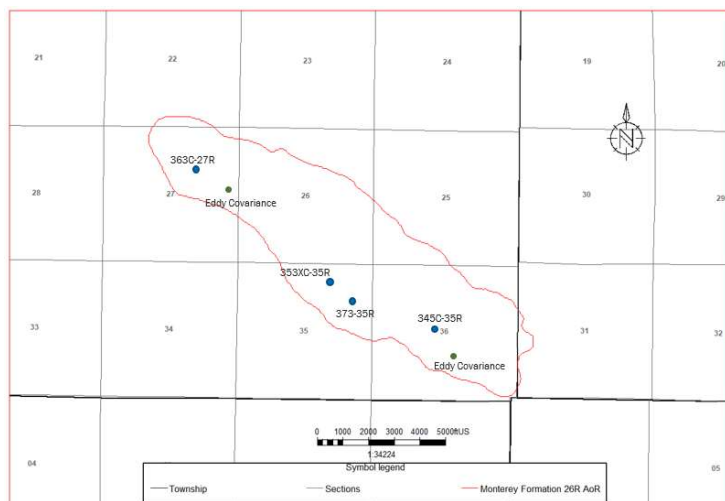 21 22 23 24 19 20
363C-27R
28 27 26 25 30 29
Eddy Covariance
353XC-35R
373-35R
345C-35R
33 34 35 36 31 32
Eddy Covariance
N
0 1000 2000 3000 4000 5000ftUS
1:34224
04 05
Symbol legend
Township Sections Monterey Formation 26R AoR